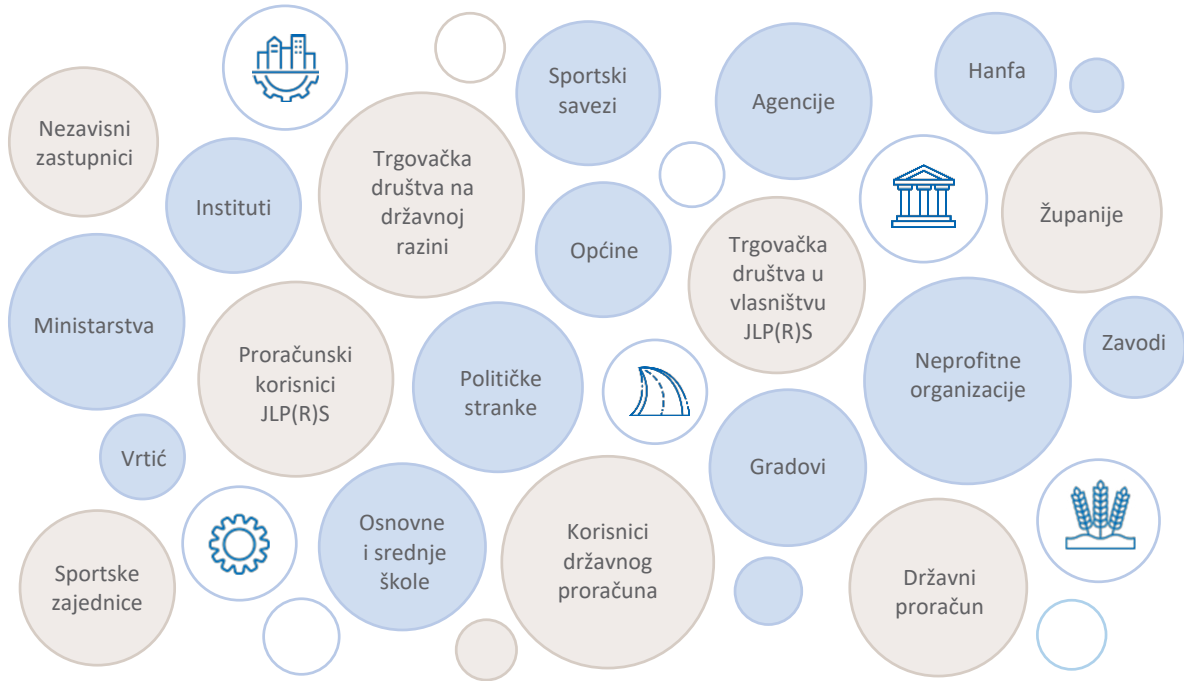 Nezavisni
zastupnici
Instituti
Trgovačka
društva na
državnoj
razini
Sportski
savezi
Agencije
Hanfa
Općine
Trgovačka
društva u
vlasništvu
JLP(R)S
Županije
Ministarstva
Proračunski
korisnici
JLP(R)S
Političke
stranke
Neprofitne
organizacije
Zavodi
Vrtić
Gradovi
Osnovne
i srednje
škole
Korisnici
državnog
proračuna
Sportske
zajednice
Državni
proračun